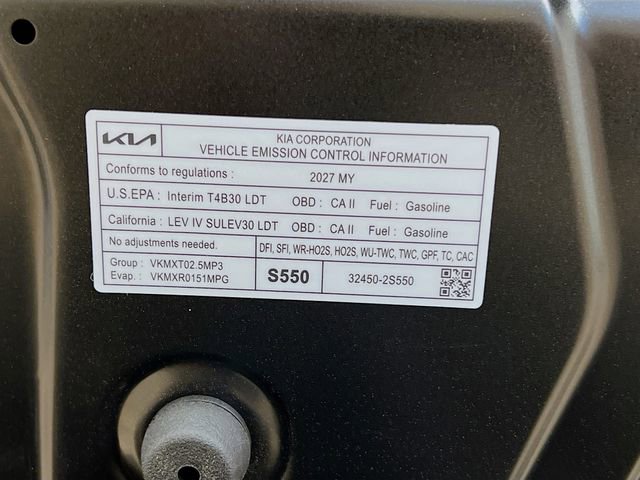 KIA
KIA CORPORATION
VEHICLE EMISSION CONTROL INFORMATION
Conforms to regulations : 2027 MY
U.S.EPA : Interim T4B30 LDT OBD : CA II Fuel : Gasoline
California : LEV IV SULEV30 LDT OBD : CA II Fuel : Gasoline
No adjustments needed.
DFI, SFI, WR-HO2S, HO2S, WU-TWC, TWC, GPF, TC, CAC
Group : VKMXT02.5MP3
Evap. : VKMXR0151MPG
S550
32450-2S550